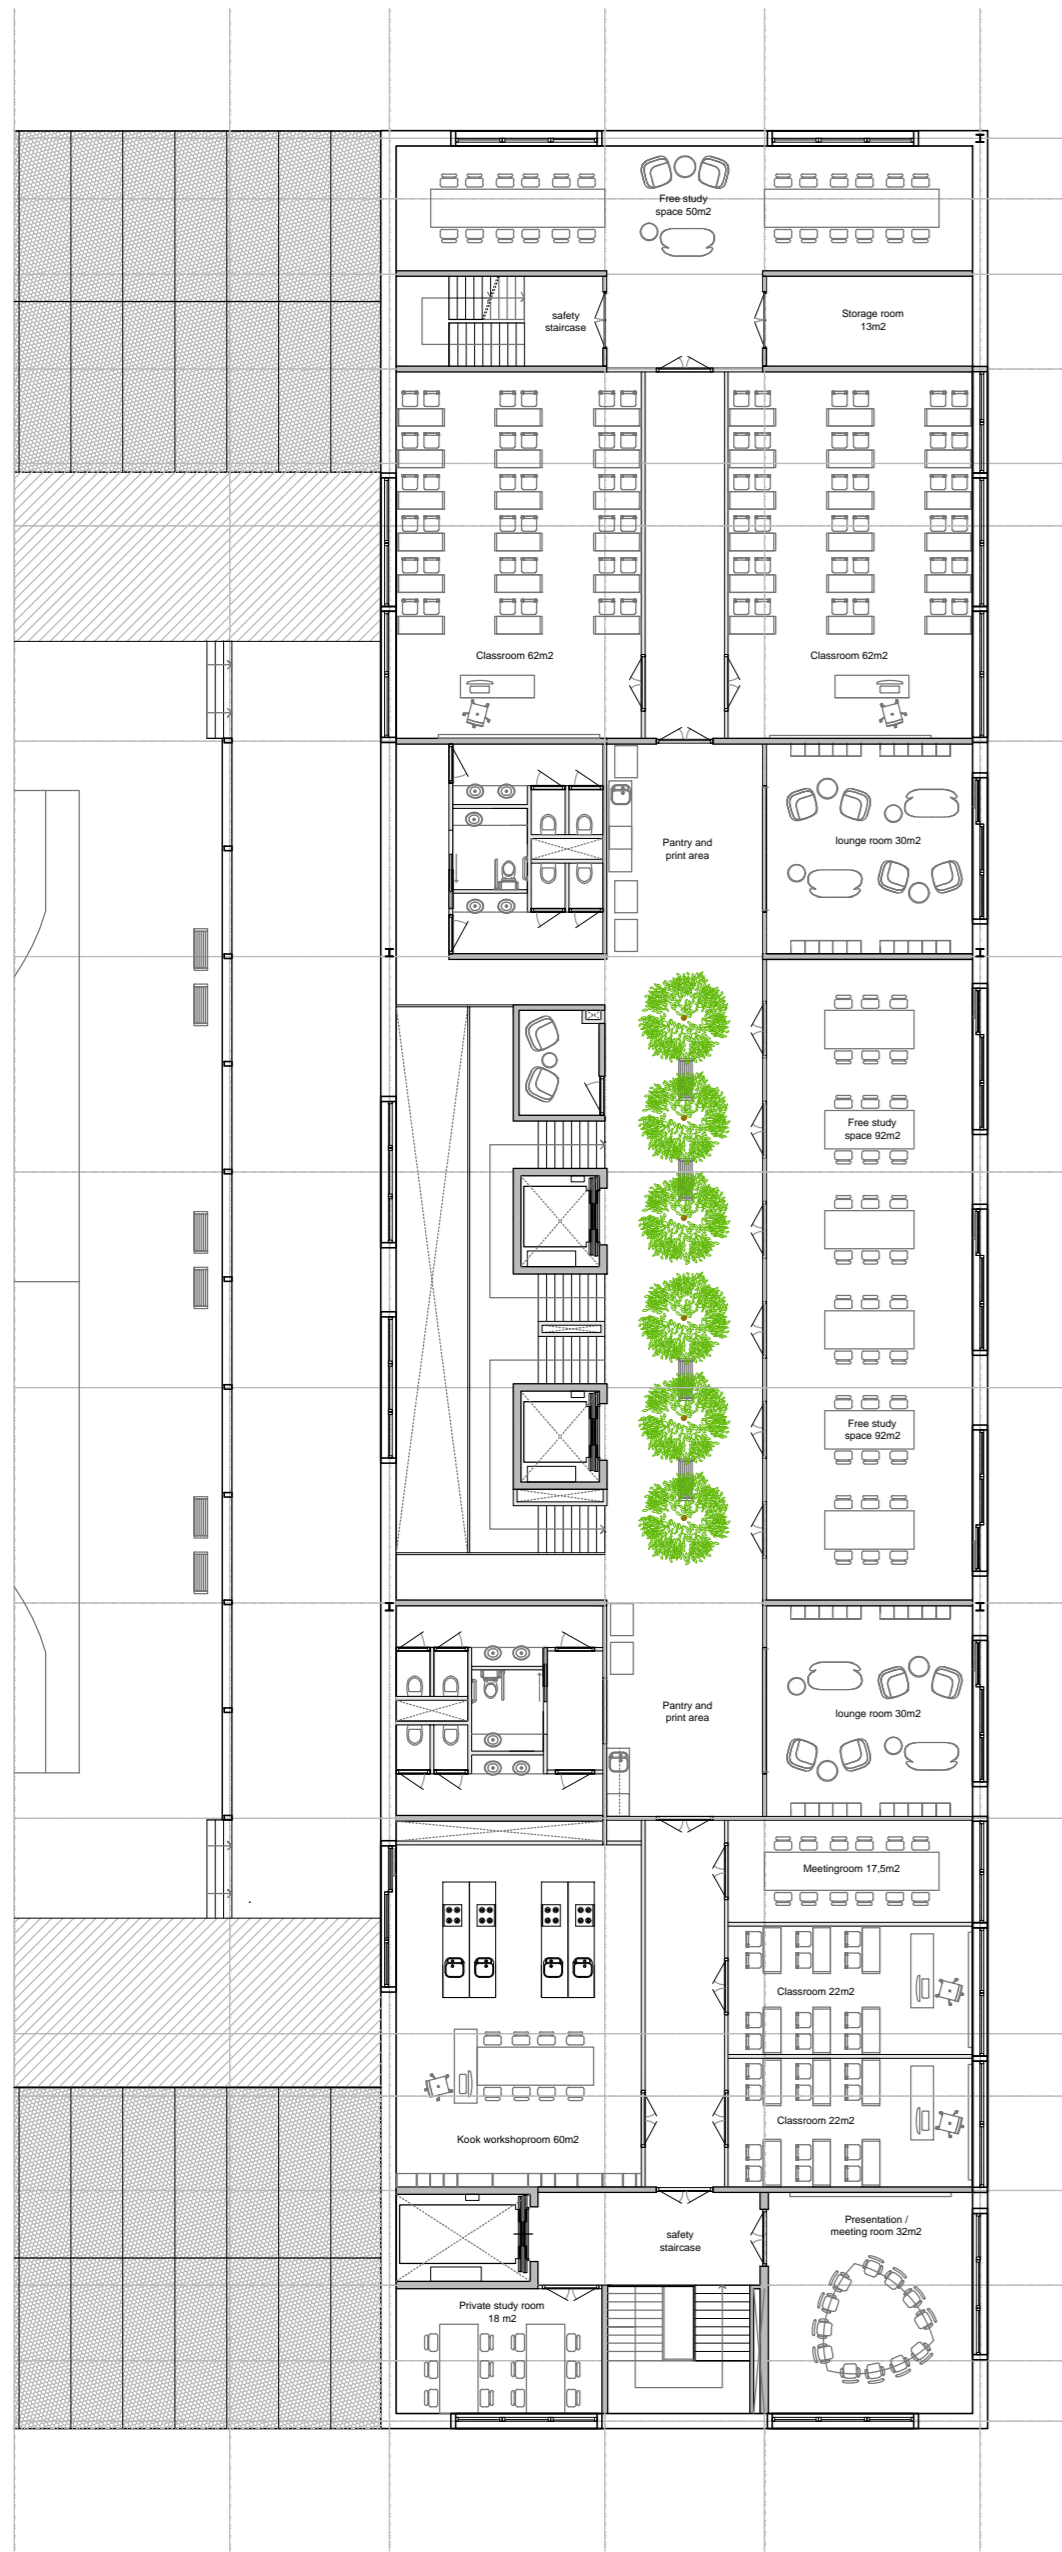 Free study
space 50m2
safety
staircase
Storage room
13m2
Classroom 62m2
Classroom 62m2
Pantry and
print area
lounge room 30m2
Free study
space 92m2
Free study
space 92m2
Pantry and
print area
lounge room 30m2
Meetingroom 17,5m2
Classroom 22m2
Classroom 22m2
Kook workshoproom 60m2
safety
staircase
Presentation /
meeting room 32m2
Private study room
18 m2